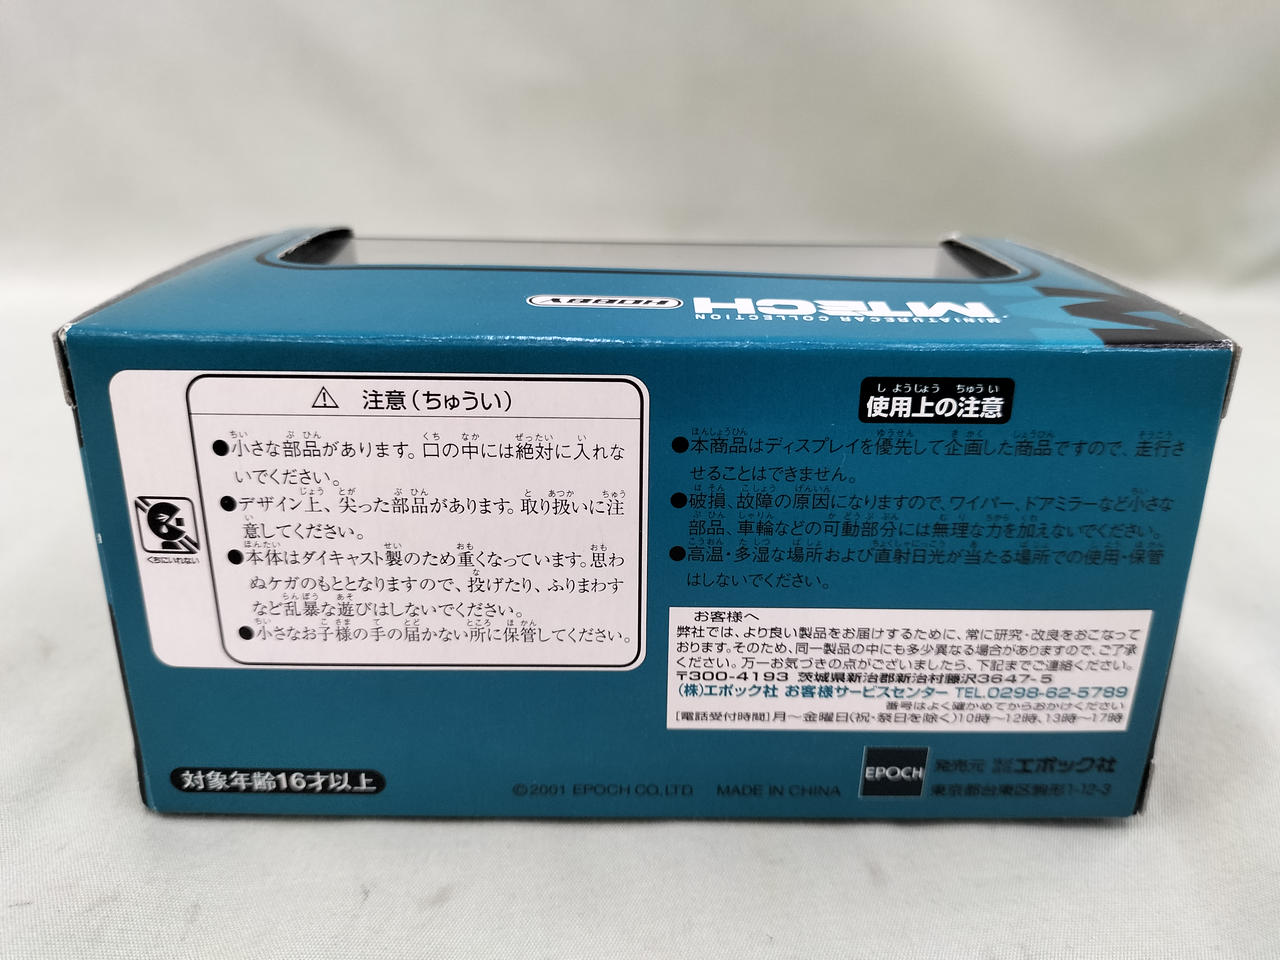 HOBBY
MTECH
MINIATURECAR COLLECTION
⚠ 注意(ちゅうい)
●小さな部品があります。口の中には絶対に入れな
いでください。
●デザイン上、尖った部品があります。取り扱いに注
意してください。
●本体はダイキャスト製のため重くなっています。思わ
ぬケガのもととなりますので、投げたり、ふりまわす
など乱暴な遊びはしないでください。
●小さなお子様の手の届かない所に保管してください。
くちにいれない
対象年齢16才以上
使用上の注意
●本商品はディスプレイを優先して企画した商品ですので、走行さ
せることはできません。
●破損、故障の原因になりますので、ワイパー、ドアミラーなど小さな
部品、車輪などの可動部分には無理な力を加えないでください。
●高温・多湿な場所および直射日光が当たる場所での使用・保管
はしないでください。
お客様へ
弊社では、より良い製品をお届けするために、常に研究・改良をおこなって
おります。そのため、同一製品の中にも多少異なる場合がありますので、ご了承
ください。万一お気づきの点がございましたら、下記までご連絡ください。
〒300-4193 茨城県新治郡新治村藤沢3647-5
(株)エポック社 お客様サービスセンター TEL.0298-62-5789
番号はよく確かめてからおかけください
[電話受付時間]月〜金曜日(祝・祭日を除く)10時〜12時、13時〜17時
©2001 EPOCH CO., LTD. MADE IN CHINA
EPOCH
発売元 株式会社エポック社
東京都台東区駒形1-12-3